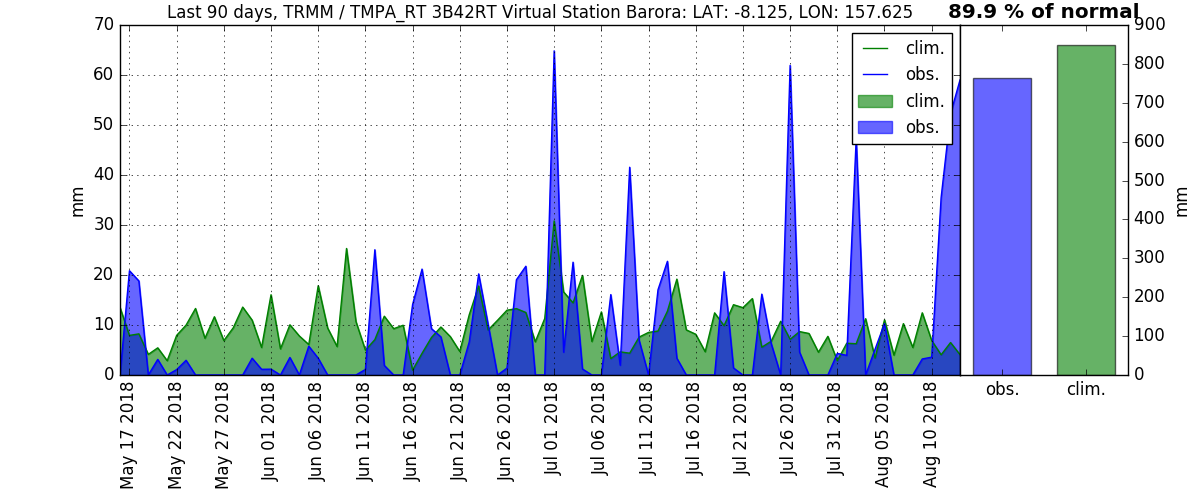 Last 90 days, TRMM / TMPA_RT 3B42RT Virtual Station Barora: LAT: -8.125, LON: 157.625
89.9 % of normal
70
60
50
40
30
20
10
0
mm
clim.
obs.
clim.
obs.
May 17 2018
May 22 2018
May 27 2018
Jun 01 2018
Jun 06 2018
Jun 11 2018
Jun 16 2018
Jun 21 2018
Jun 26 2018
Jul 01 2018
Jul 06 2018
Jul 11 2018
Jul 16 2018
Jul 21 2018
Jul 26 2018
Jul 31 2018
Aug 05 2018
Aug 10 2018
900
800
700
600
500
400
300
200
100
0
mm
obs.
clim.